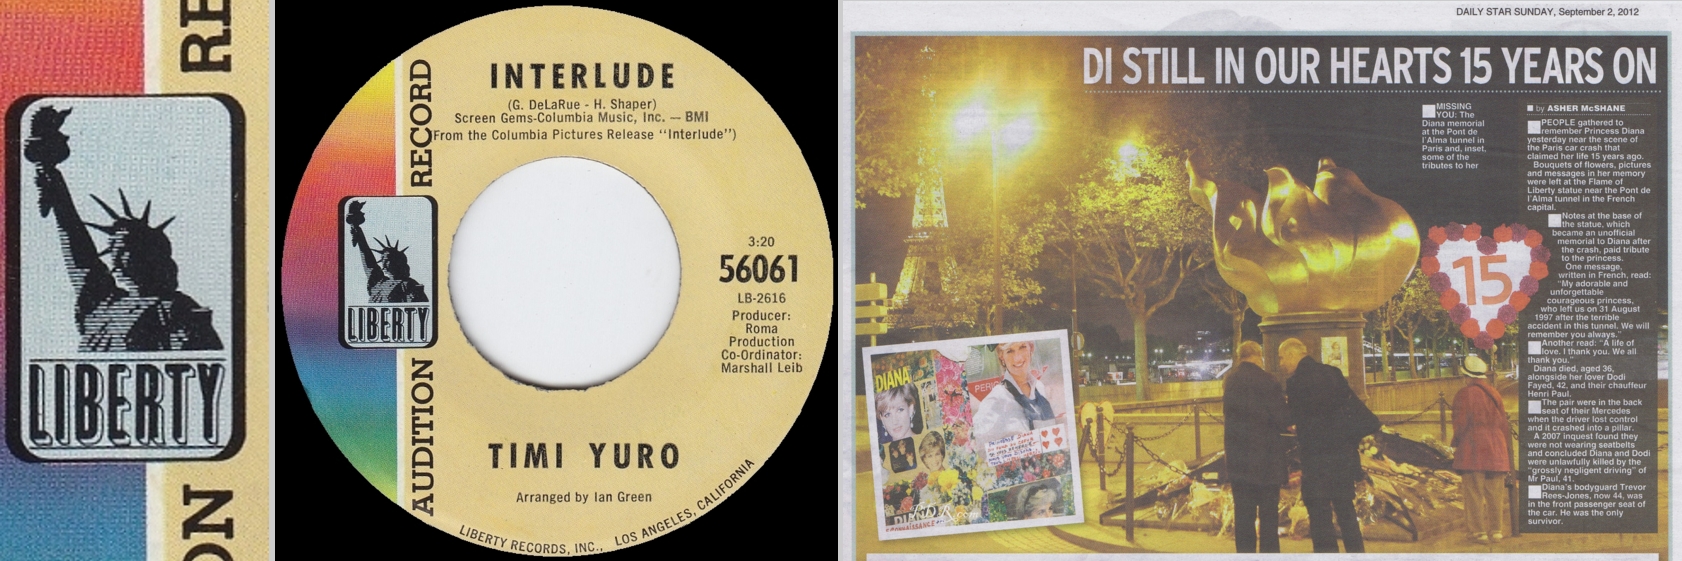 RE
LIBERTY
ON
INTERLUDE
(G. DeLaRue - H. Shaper)
Screen Gems-Columbia Music, Inc. — BMI
From the Columbia Pictures Release "Interlude")
AUDITION RECORD
LIBERTY
3:20
56061
LB-2616
Producer:
Roma
Production
Co-Ordinator:
Marshall Leib
TIMI YURO
Arranged by Ian Green
LIBERTY RECORDS, INC., LOS ANGELES, CALIFORNIA
DAILY STAR SUNDAY, September 2, 2012
DI STILL IN OUR HEARTS 15 YEARS ON
MISSING
YOU: The
Diana memorial
at the Pont de
l'Alma tunnel in
Paris and, inset,
some of the
tributes to her
by ASHER McSHANE
PEOPLE gathered to
remember Princess Diana
yesterday near the scene of
the Paris car crash that
claimed her life 15 years ago.
Bouquets of flowers, pictures
and messages in her memory
were left at the Flame of
Liberty statue near the Pont de
l'Alma tunnel in the French
capital.
Notes at the base of
the statue, which
became an unofficial
memorial to Diana after
the crash, paid tribute
to the princess.
One message,
written in French, read:
"My adorable and
unforgettable
courageous princess,
who left us on 31 August
1997 after the terrible
accident in this tunnel. We will
remember you always."
Another read: "A life of
love. I thank you. We all
thank you."
Diana died, aged 36,
alongside her lover Dodi
Fayed, 42, and their chauffeur
Henri Paul.
The pair were in the back
seat of their Mercedes
when the driver lost control
and it crashed into a pillar.
A 2007 inquest found they
were not wearing seatbelts
and concluded Diana and Dodi
were unlawfully killed by the
"grossly negligent driving" of
Mr Paul, 41.
Diana's bodyguard Trevor
Rees-Jones, now 44, was
in the front passenger seat of
the car. He was the only
survivor.
15
DIANA
DIANA